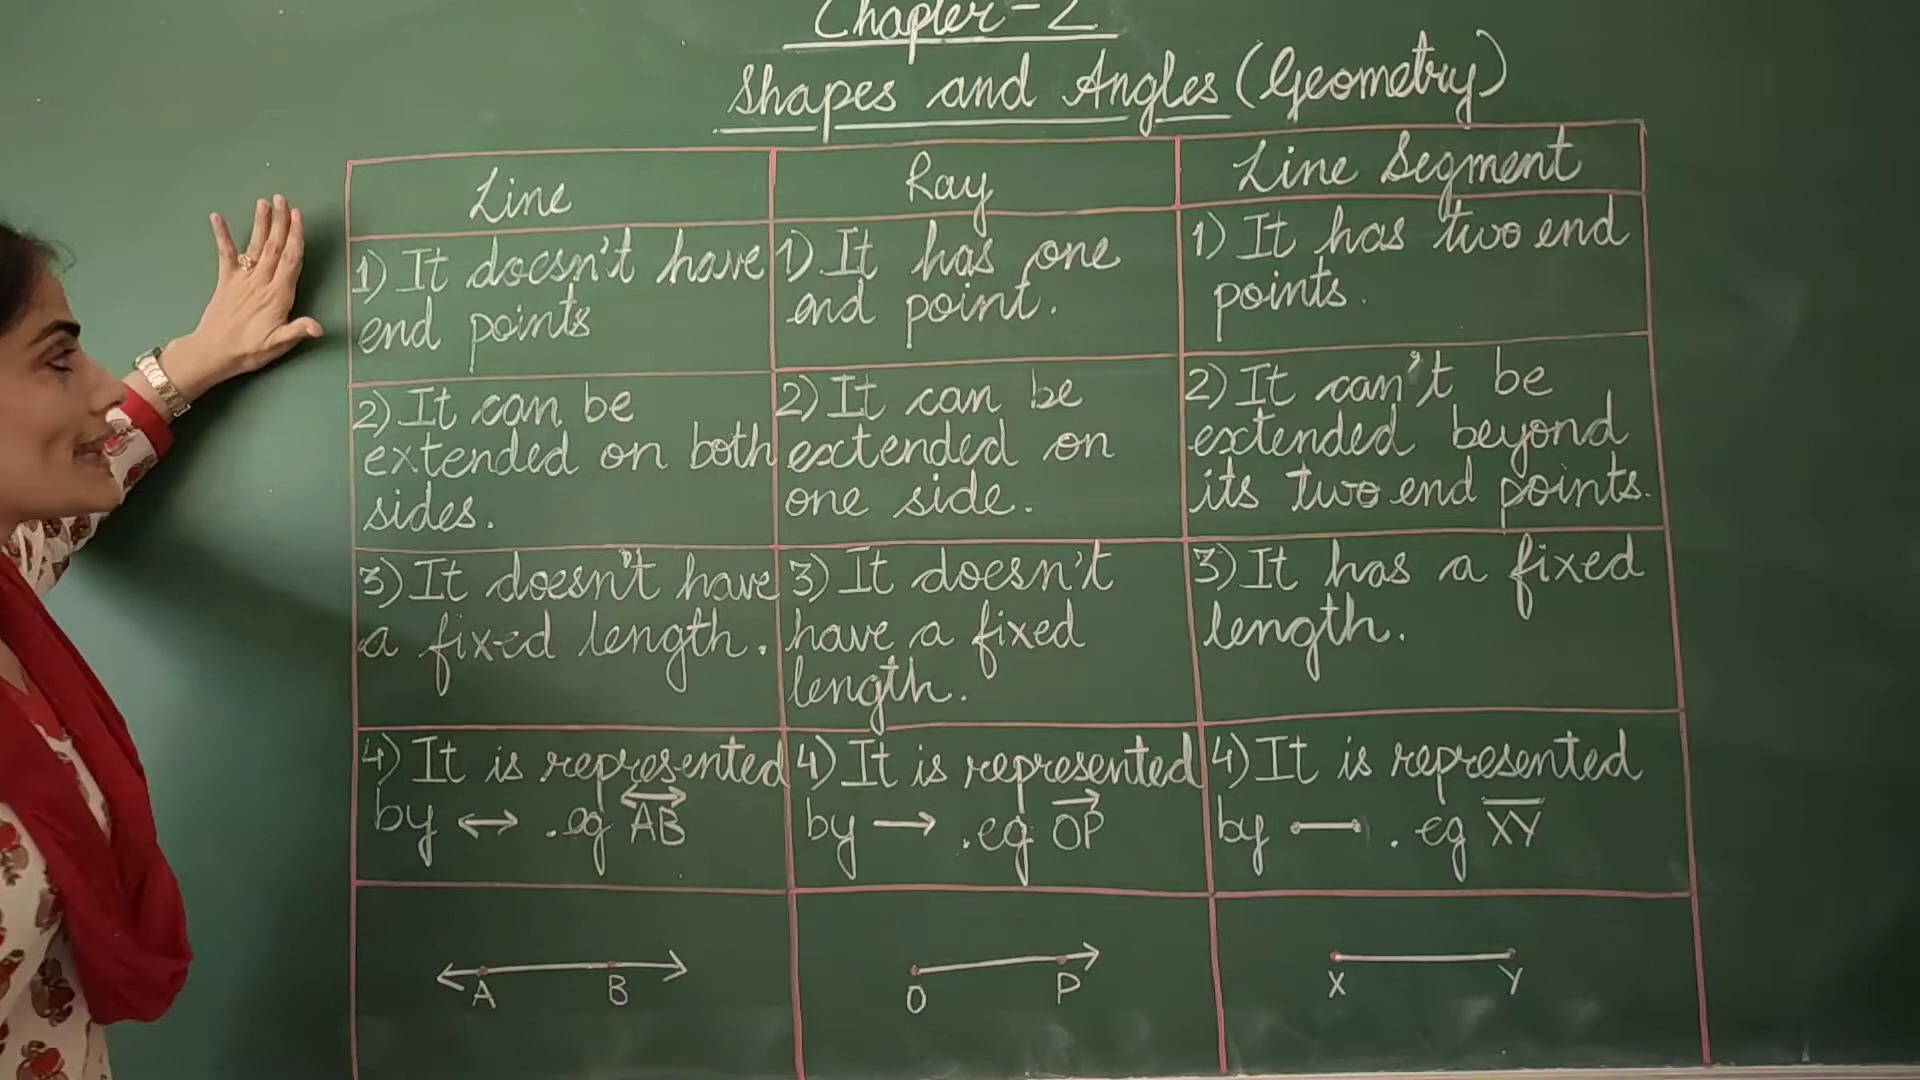 Chapter-2
Shapes and Angles (Geometry)
Line
1) It doesn't have
end points
2) It can be
extended on both
sides.
3) It doesn't have
a fixed length.
4) It is represented
by ↔ .eg AB
A B
Ray
1) It has one
end point.
2) It can be
extended on
one side.
3) It doesn't
have a fixed
length.
4) It is represented
by → .eg OP
O P
Line Segment
1) It has two end
points.
2) It can't be
extended beyond
its two end points.
3) It has a fixed
length.
4) It is represented
by — . eg XY
X Y